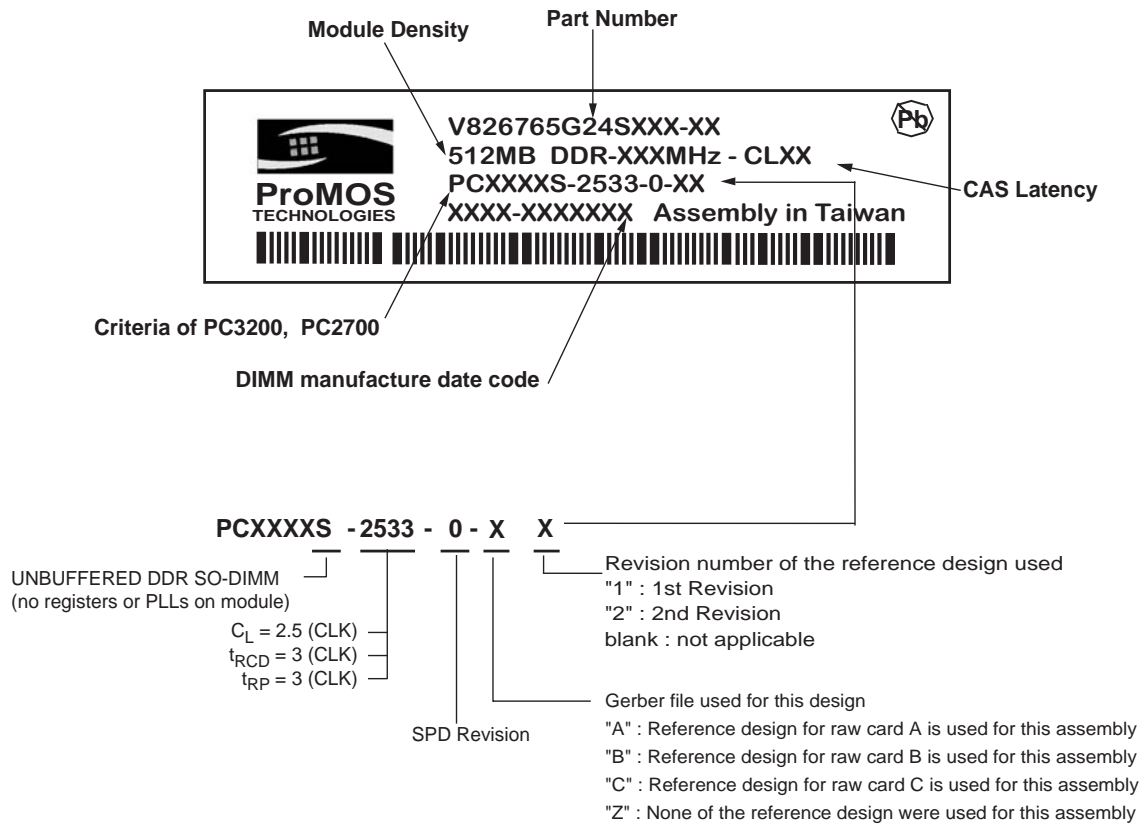 Module Density
Part Number
V826765G24SXXX-XX
Pb
512MB DDR-XXXMHz - CLXX
PCXXXXS-2533-0-XX
CAS Latency
ProMOS
TECHNOLOGIES
XXXX-XXXXXXX Assembly in Taiwan
Criteria of PC3200, PC2700
DIMM manufacture date code
PCXXXXS - 2533 - 0 - X X
UNBUFFERED DDR SO-DIMM
(no registers or PLLs on module)
CL = 2.5 (CLK)
tRCD = 3 (CLK)
tRP = 3 (CLK)
SPD Revision
Revision number of the reference design used
"1" : 1st Revision
"2" : 2nd Revision
blank : not applicable
Gerber file used for this design
"A" : Reference design for raw card A is used for this assembly
"B" : Reference design for raw card B is used for this assembly
"C" : Reference design for raw card C is used for this assembly
"Z" : None of the reference design were used for this assembly